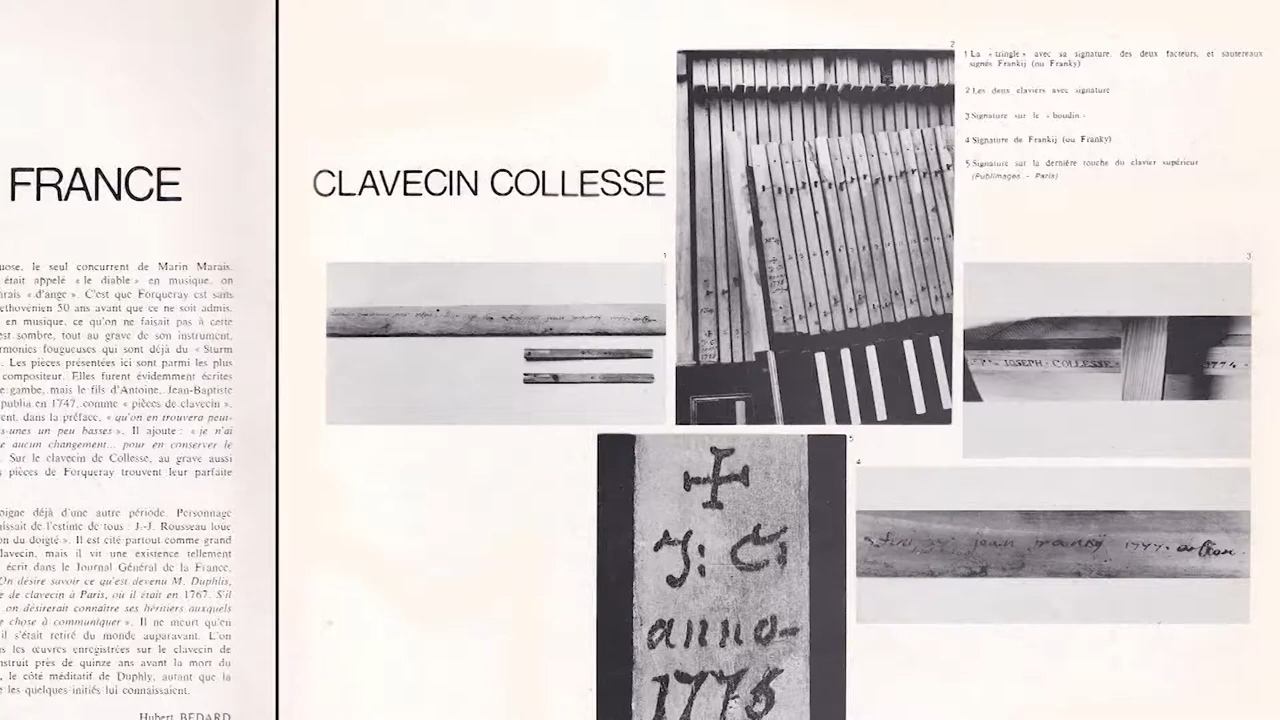 FRANCE
uose, le seul concurrent de Marin Marais.
était appelé « le diable » en musique, on
rais « d'ange ». C'est que Forqueray est sans
ethovenien 50 ans avant que ce ne soit admis.
en musique, ce qu'on ne faisait pas à cette
est sombre, tout au grave de son instrument,
rmonies fougueuses qui sont déjà du « Sturm
. Les pièces présentées ici sont parmi les plus
compositeur. Elles furent évidemment écrites
e gambe, mais le fils d'Antoine, Jean-Baptiste
publia en 1747, comme « pièces de clavecin ».
ent, dans la préface, « qu'on en trouvera peut-
s-unes un peu basses ». Il ajoute : « je n'ai
e aucun changement... pour en conserver le
. Sur le clavecin de Collesse, au grave aussi
s pièces de Forqueray trouvent leur parfaite
oigne déjà d'une autre période. Personnage
issait de l'estime de tous : J.-J. Rousseau loue
on du doigté ». Il est cité partout comme grand
lavecin, mais il vit une existence tellement
écrit dans le Journal Général de la France,
On désire savoir ce qu'est devenu M. Duphlis,
e de clavecin à Paris, où il était en 1767. S'il
on désirerait connaître ses héritiers auxquels
e chose à communiquer ». Il ne meurt qu'en
il s'était retiré du monde auparavant. L'on
s les œuvres enregistrées sur le clavecin de
nstruit près de quinze ans avant la mort du
, le côté méditatif de Duphly, autant que la
e les quelques initiés lui connaissaient.
Hubert BEDARD
CLAVECIN COLLESSE
1 La « tringle » avec sa signature, des deux facteurs, et sautereaux
signés Frankij (ou Franky)
2 Les deux claviers avec signature
3 Signature sur le « boudin »
4 Signature de Frankij (ou Franky)
5 Signature sur la dernière touche du clavier supérieur
(Publimages - Paris)
1
2
3
JOSEPH · COLLESSE
4
jean frankÿ 1777.
5
J: C
anno-
1775